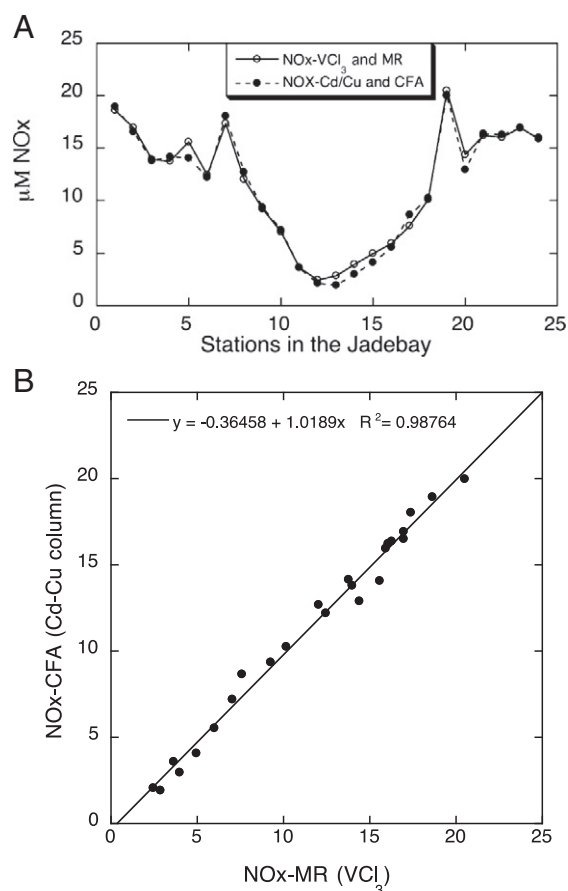 A
NOx-VCl3 and MR
NOX-Cd/Cu and CFA
25
20
15
10
5
0
μM NOx
0 5 10 15 20 25
Stations in the Jadebay
B
y = -0.36458 + 1.0189x R2= 0.98764
25
20
15
10
5
0
NOx-CFA (Cd-Cu column)
0 5 10 15 20 25
NOx-MR (VCl3)